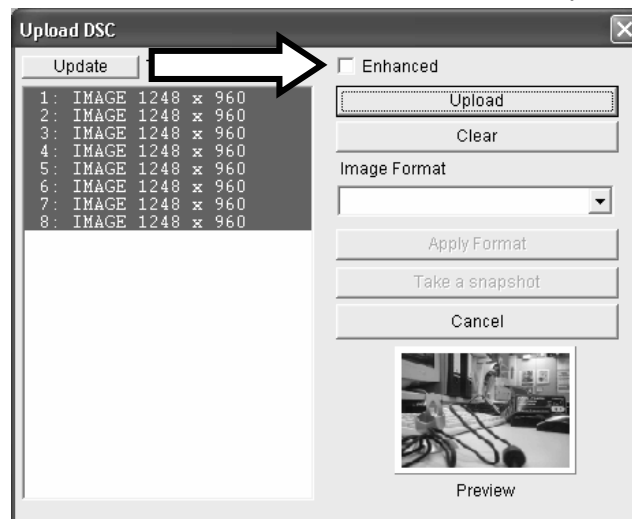 Upload DSC
Update
Enhanced
1: IMAGE 1248 x 960
2: IMAGE 1248 x 960
3: IMAGE 1248 x 960
4: IMAGE 1248 x 960
5: IMAGE 1248 x 960
6: IMAGE 1248 x 960
7: IMAGE 1248 x 960
8: IMAGE 1248 x 960
Upload
Clear
Image Format
Apply Format
Take a snapshot
Cancel
Preview